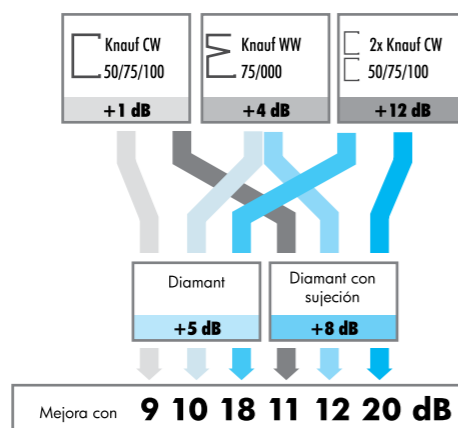 Knauf CW
50/75/100
+1 dB
Knauf WW
75/000
+4 dB
2x Knauf CW
50/75/100
+12 dB
Diamant
+5 dB
Diamant con
sujeción
+8 dB
Mejora con 9 10 18 11 12 20 dB